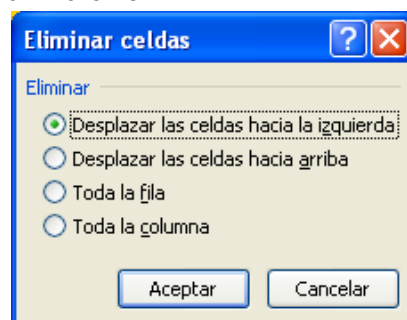 Eliminar celdas
Eliminar
Desplazar las celdas hacia la izquierda
Desplazar las celdas hacia arriba
Toda la fila
Toda la columna
Aceptar Cancelar